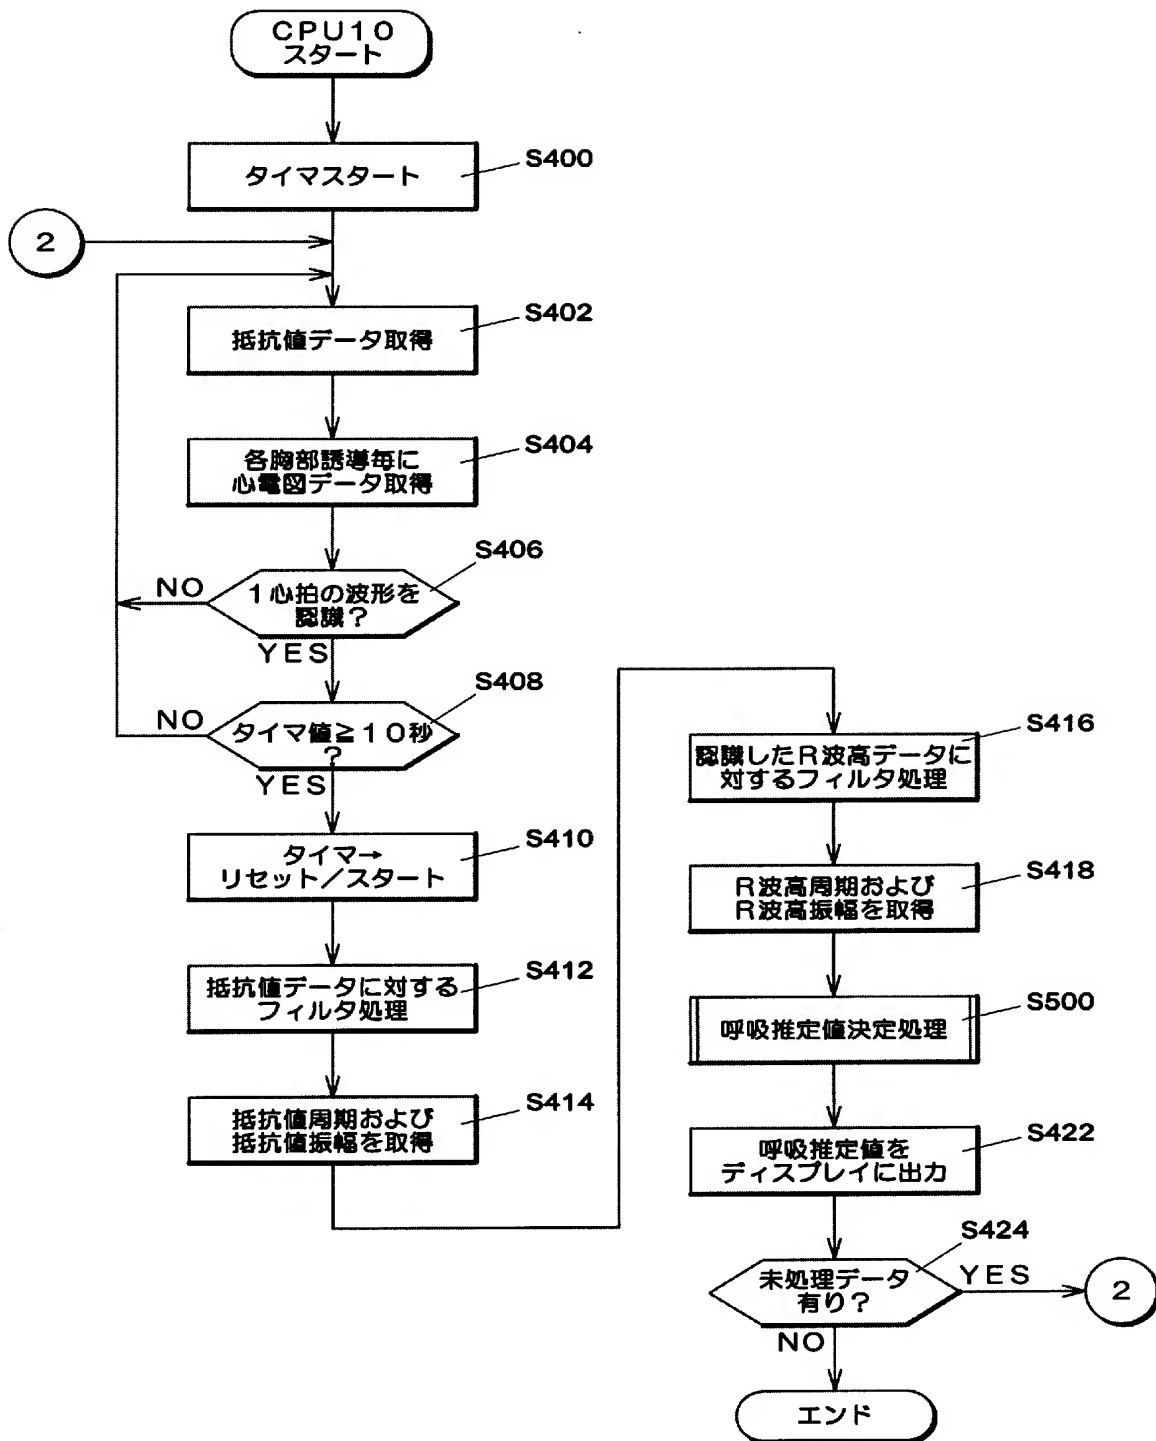 CPU10
スタート
S400
タイマスタート
2
S402
抵抗値データ取得
S404
各胸部誘導毎に
心電図データ取得
S406
NO
1心拍の波形を
認識?
YES
S408
NO
タイマ値≧10秒
?
YES
S410
タイマ→
リセット/スタート
S412
抵抗値データに対する
フィルタ処理
S414
抵抗値周期および
抵抗値振幅を取得
S416
認識したR波高データに
対するフィルタ処理
S418
R波高周期および
R波高振幅を取得
S500
呼吸推定値決定処理
S422
呼吸推定値を
ディスプレイに出力
S424
未処理データ
有り?
YES
2
NO
エンド